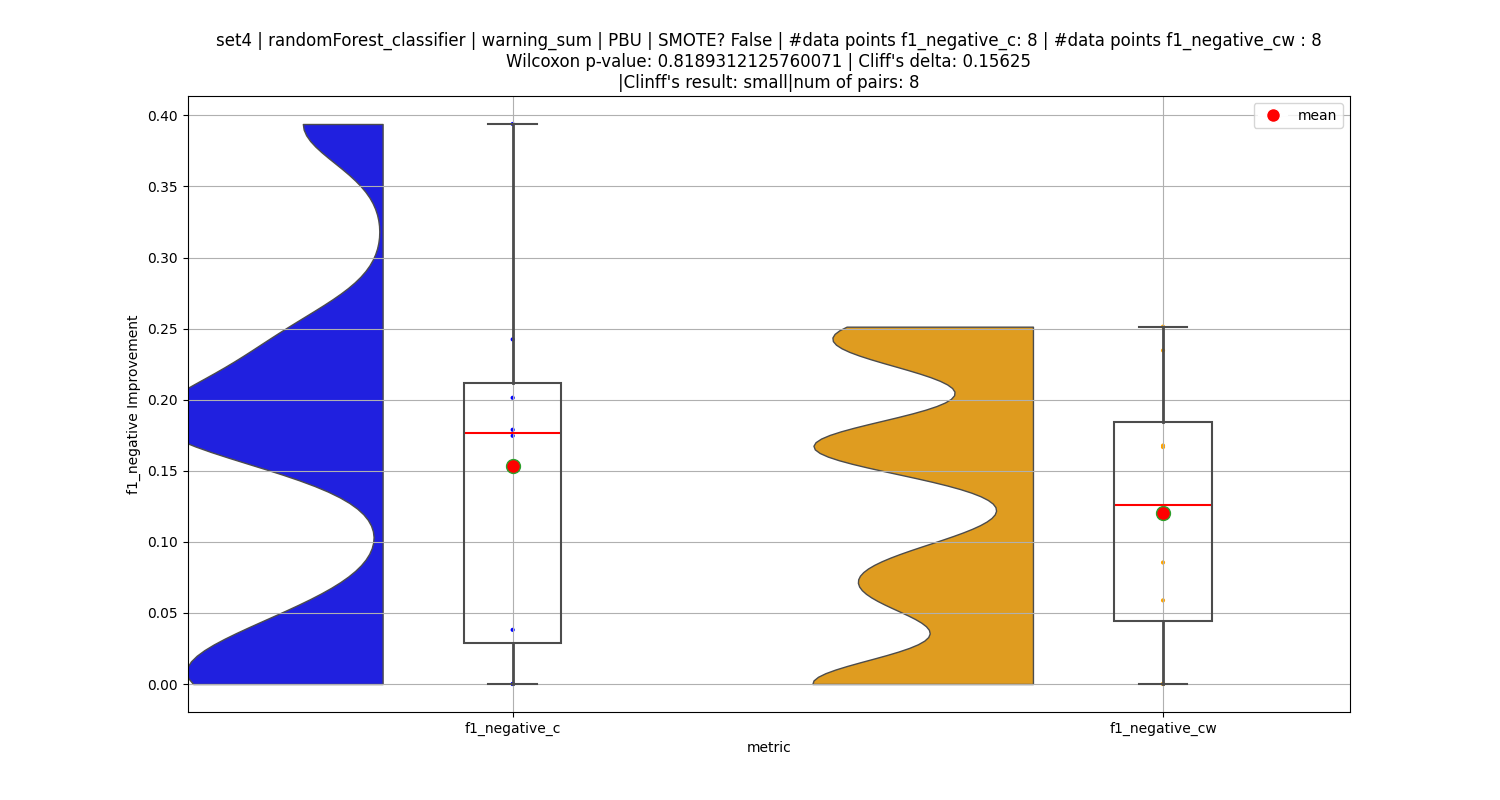 set4 | randomForest_classifier | warning_sum | PBU | SMOTE? False | #data points f1_negative_c: 8 | #data points f1_negative_cw : 8
Wilcoxon p-value: 0.8189312125760071 | Cliff's delta: 0.15625
|Clinff's result: small|num of pairs: 8
mean
0.40
0.35
0.30
0.25
0.20
0.15
0.10
0.05
0.00
f1_negative Improvement
f1_negative_c
f1_negative_cw
metric